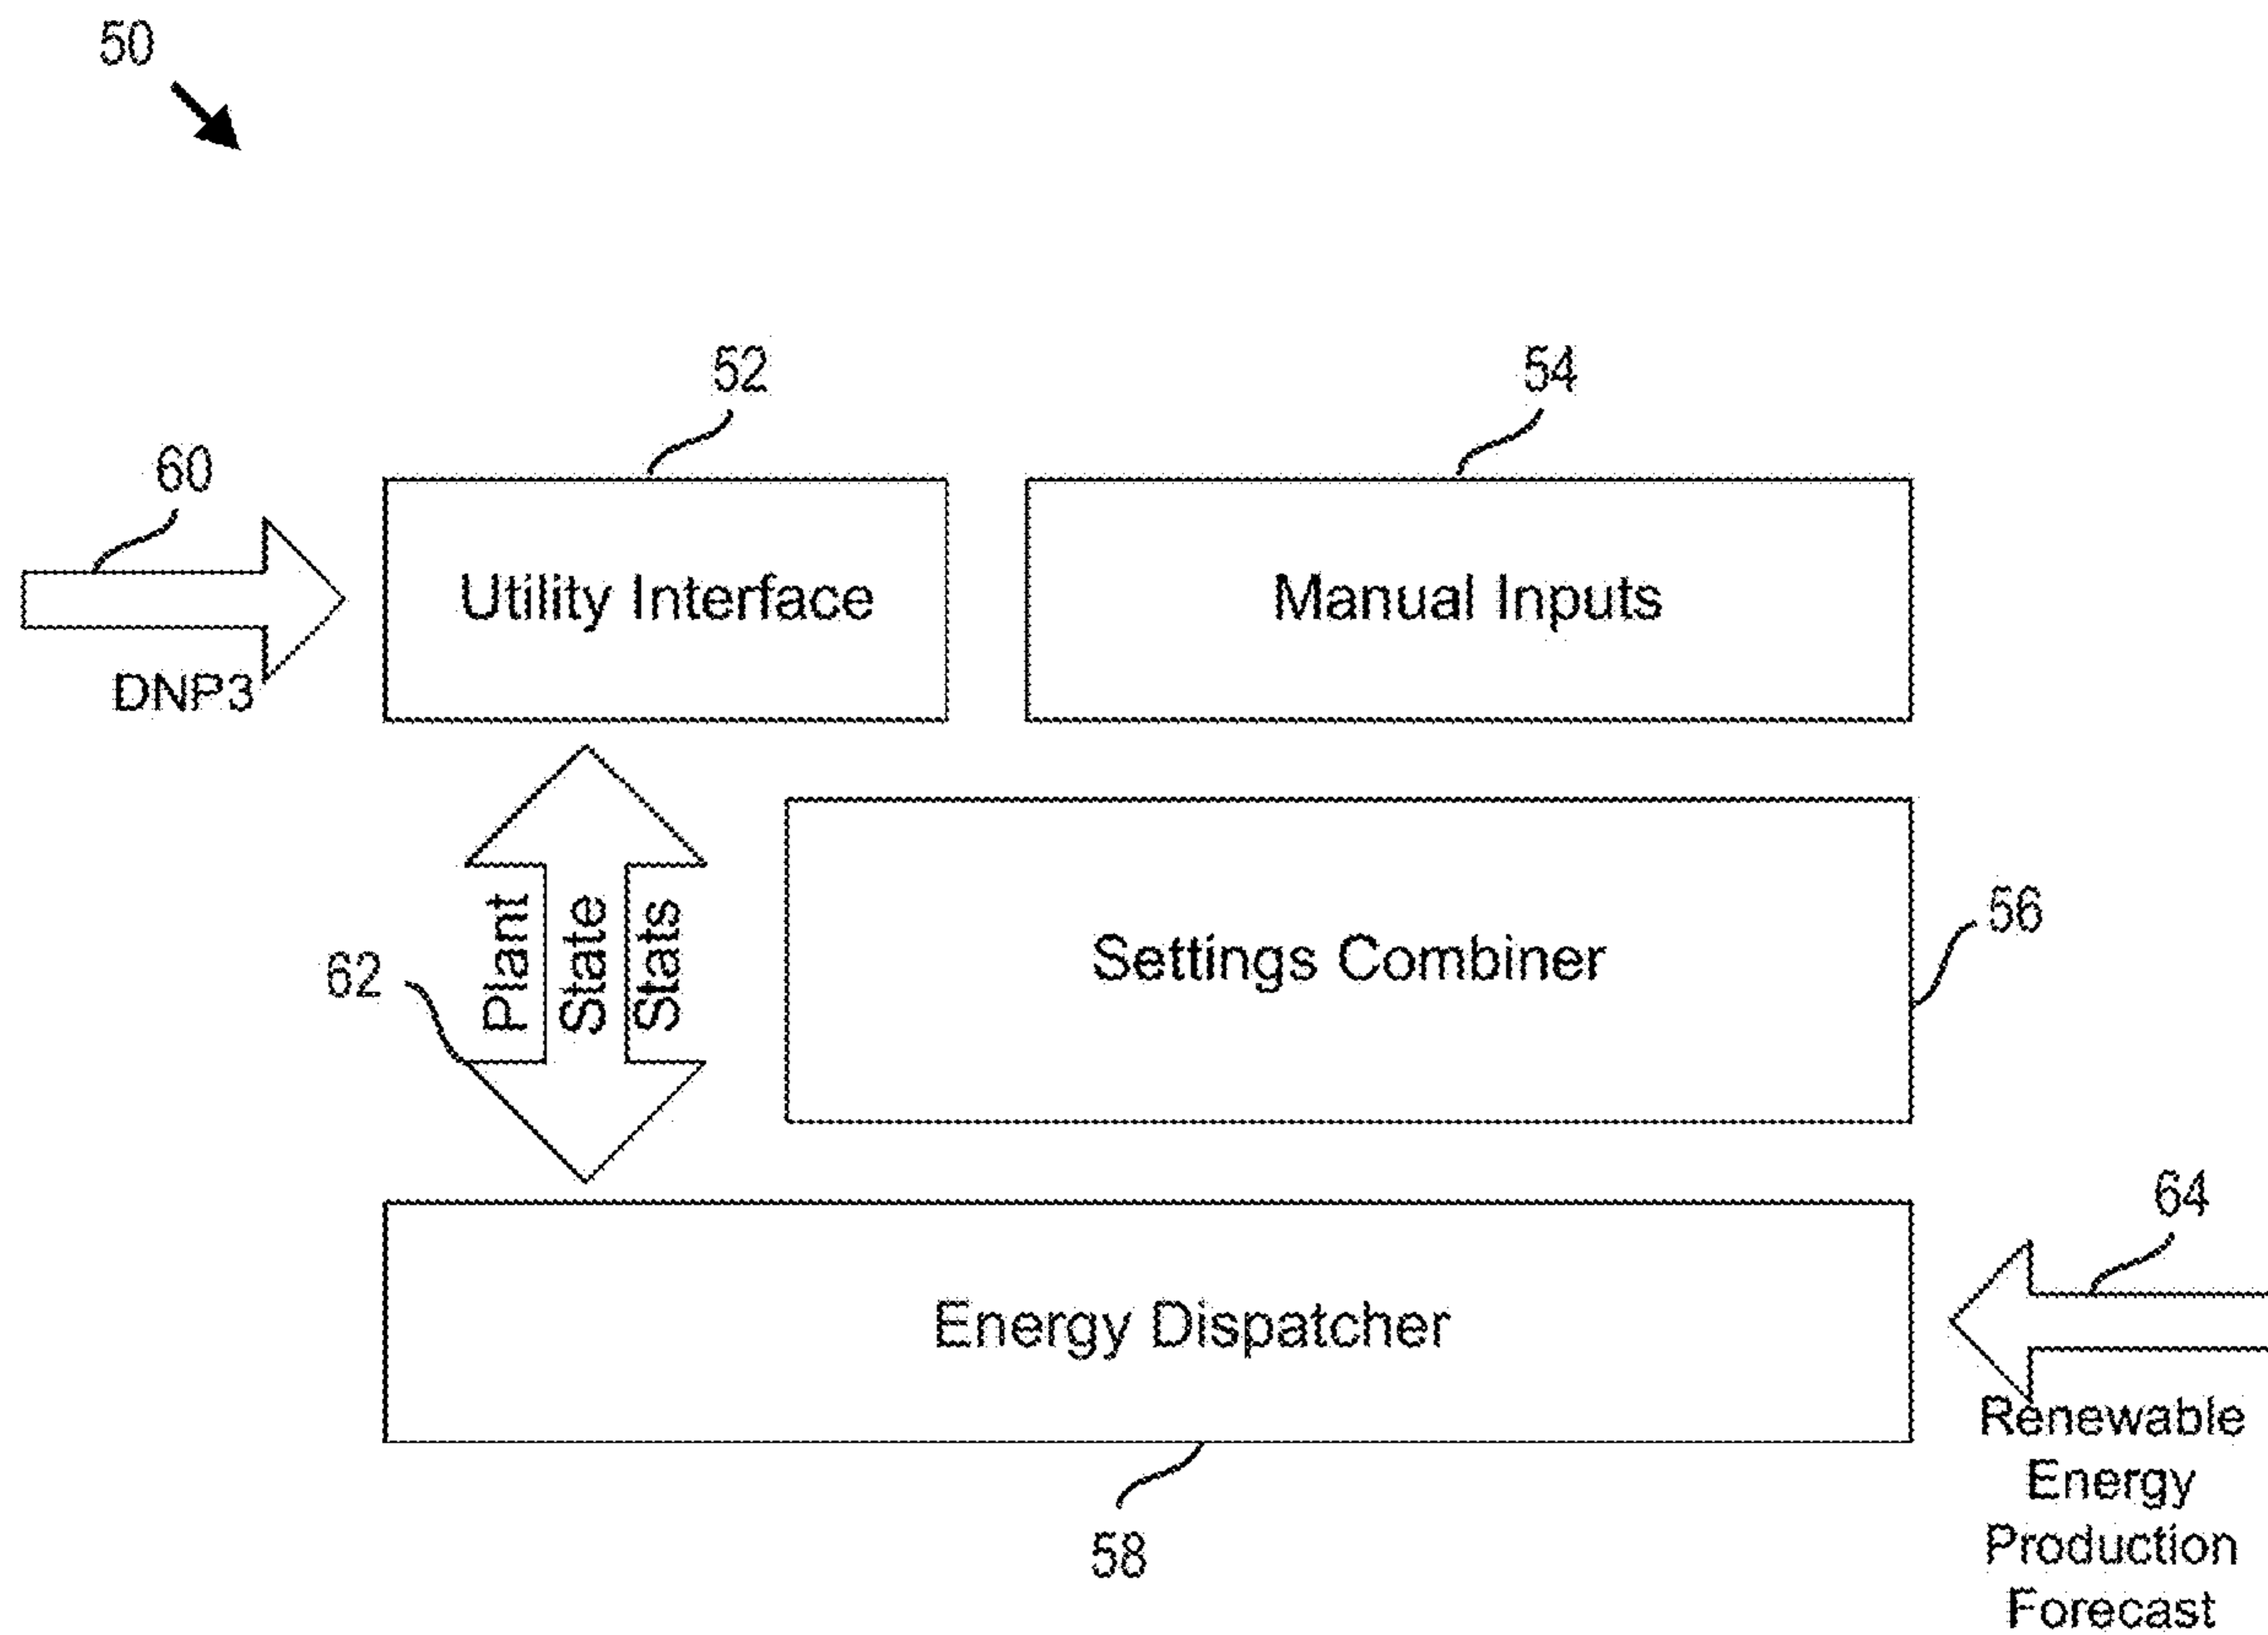 50
52
54
60
Utility Interface
Manual Inputs
DNP3
Plant
State
Stats
Settings Combiner
56
62
64
Energy Dispatcher
Renewable
Energy
Production
Forecast
58